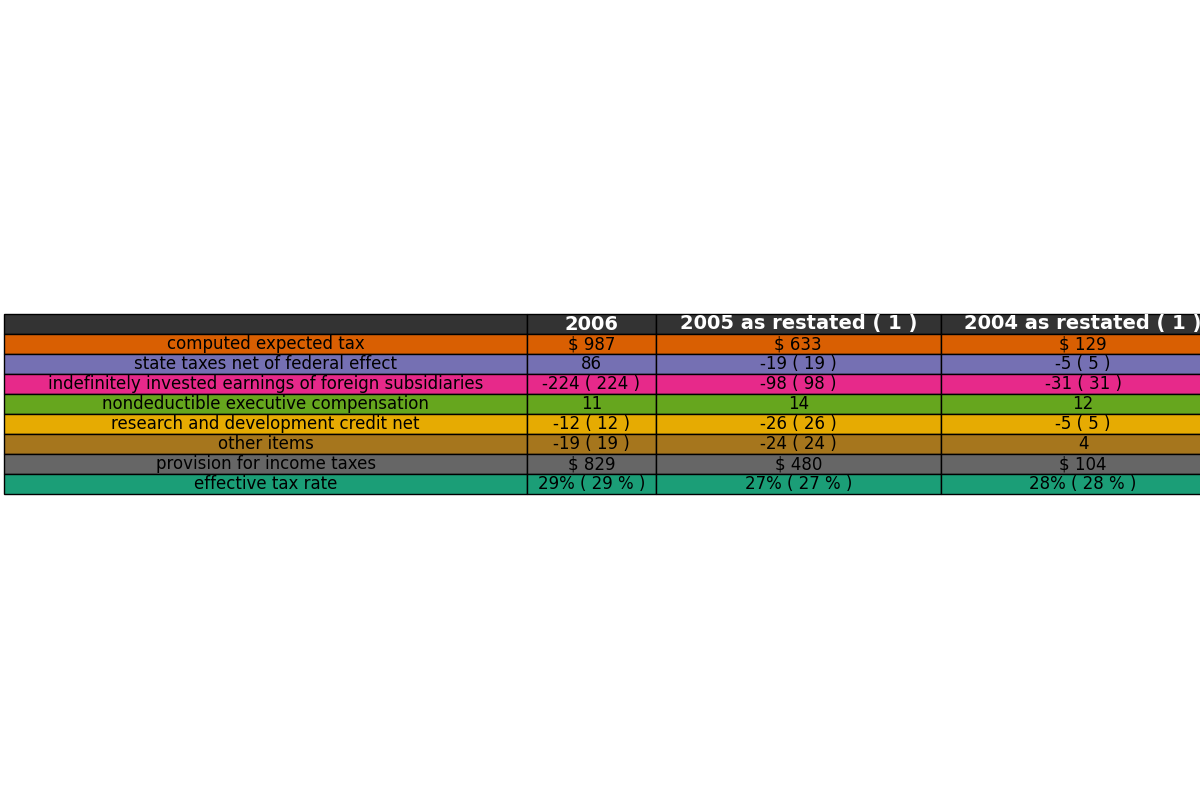 2006 2005 as restated ( 1 ) 2004 as restated ( 1 )
computed expected tax $ 987 $ 633 $ 129
state taxes net of federal effect 86 -19 ( 19 ) -5 ( 5 )
indefinitely invested earnings of foreign subsidiaries -224 ( 224 ) -98 ( 98 ) -31 ( 31 )
nondeductible executive compensation 11 14 12
research and development credit net -12 ( 12 ) -26 ( 26 ) -5 ( 5 )
other items -19 ( 19 ) -24 ( 24 ) 4
provision for income taxes $ 829 $ 480 $ 104
effective tax rate 29% ( 29 % ) 27% ( 27 % ) 28% ( 28 % )